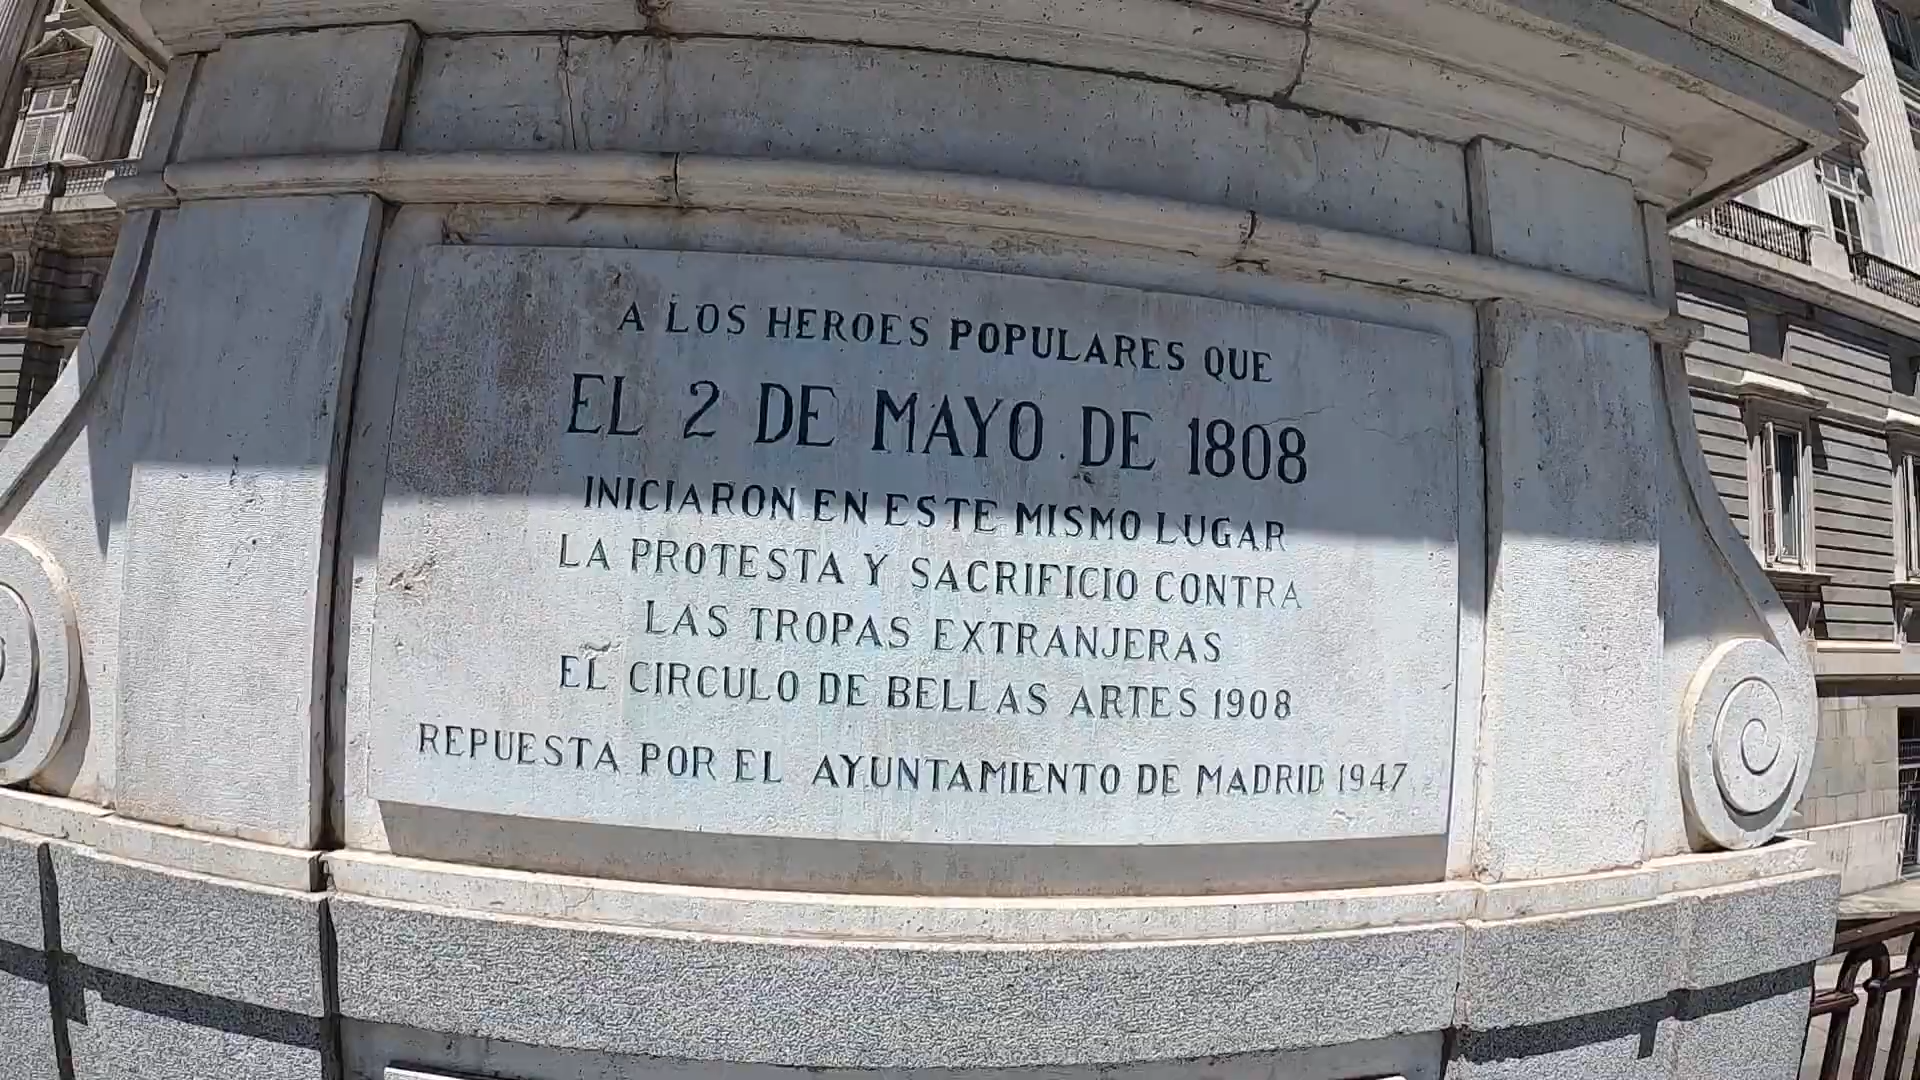 A LOS HEROES POPULARES QUE
EL 2 DE MAYO DE 1808
INICIARON EN ESTE MISMO LUGAR
LA PROTESTA Y SACRIFICIO CONTRA
LAS TROPAS EXTRANJERAS
EL CIRCULO DE BELLAS ARTES 1908
REPUESTA POR EL AYUNTAMIENTO DE MADRID 1947